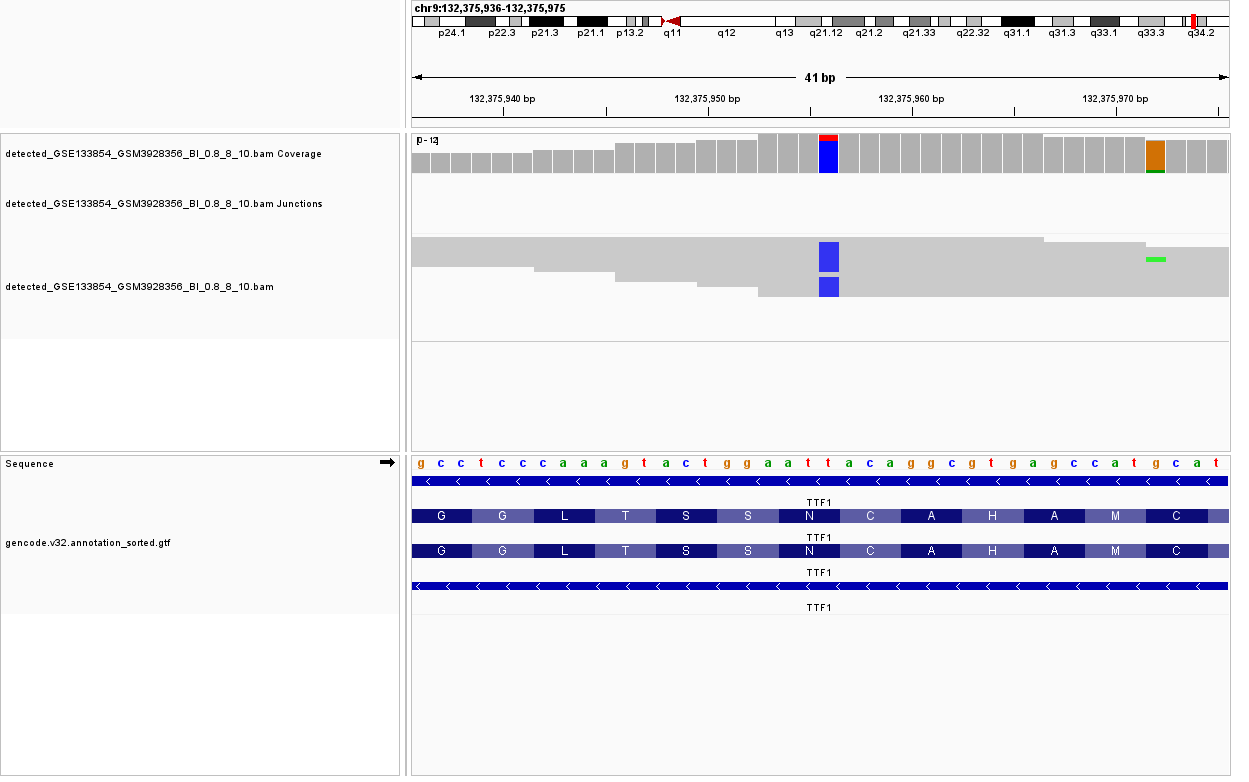 chr9:132,375,936-132,375,975
p24.1 p22.3 p21.3 p21.1 p13.2 q11 q12 q13 q21.12 q21.2 q21.33 q22.32 q31.1 q31.3 q33.1 q33.3 q34.2
41 bp
132,375,940 bp 132,375,950 bp 132,375,960 bp 132,375,970 bp
[0 - 12]
detected_GSE133854_GSM3928356_BI_0.8_8_10.bam Coverage
detected_GSE133854_GSM3928356_BI_0.8_8_10.bam Junctions
detected_GSE133854_GSM3928356_BI_0.8_8_10.bam
Sequence
g c c t c c c a a a g t a c t g g a a t t a c a g g c g t g a g c c a t g c a t
TTF1
G G L T S S N C A H A M C
TTF1
gencode.v32.annotation_sorted.gtf
G G L T S S N C A H A M C
TTF1
TTF1